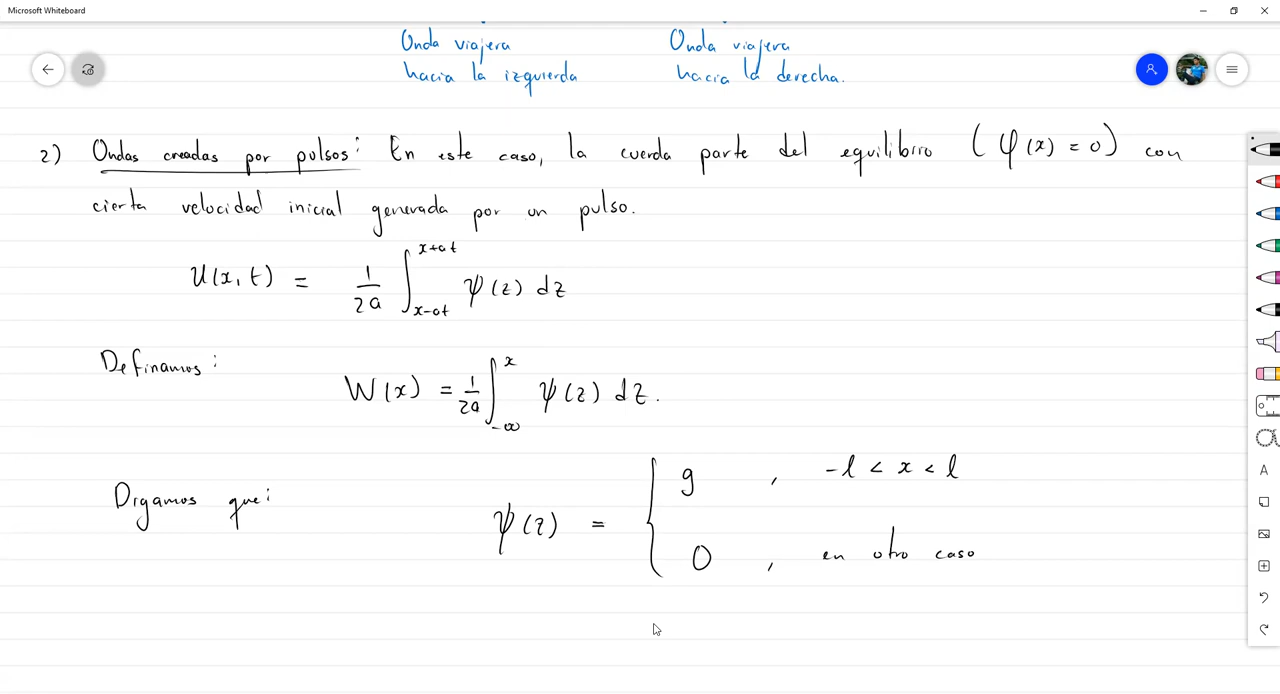 Microsoft Whiteboard
Onda viajera Onda viajera
hacia la izquierda hacia la derecha.
2) Ondas creadas por pulsos: En este caso, la cuerda parte del equilibrio (φ(x) = 0) con
cierta velocidad inicial generada por un pulso.
u(x,t) = 1/2a ∫_{x-at}^{x+at} ψ(z) dz
Definamos: W(x) = 1/2a ∫_{-∞}^{x} ψ(z) dz.
Digamos que: ψ(z) = { g , -l < x < l
0 , en otro caso
A